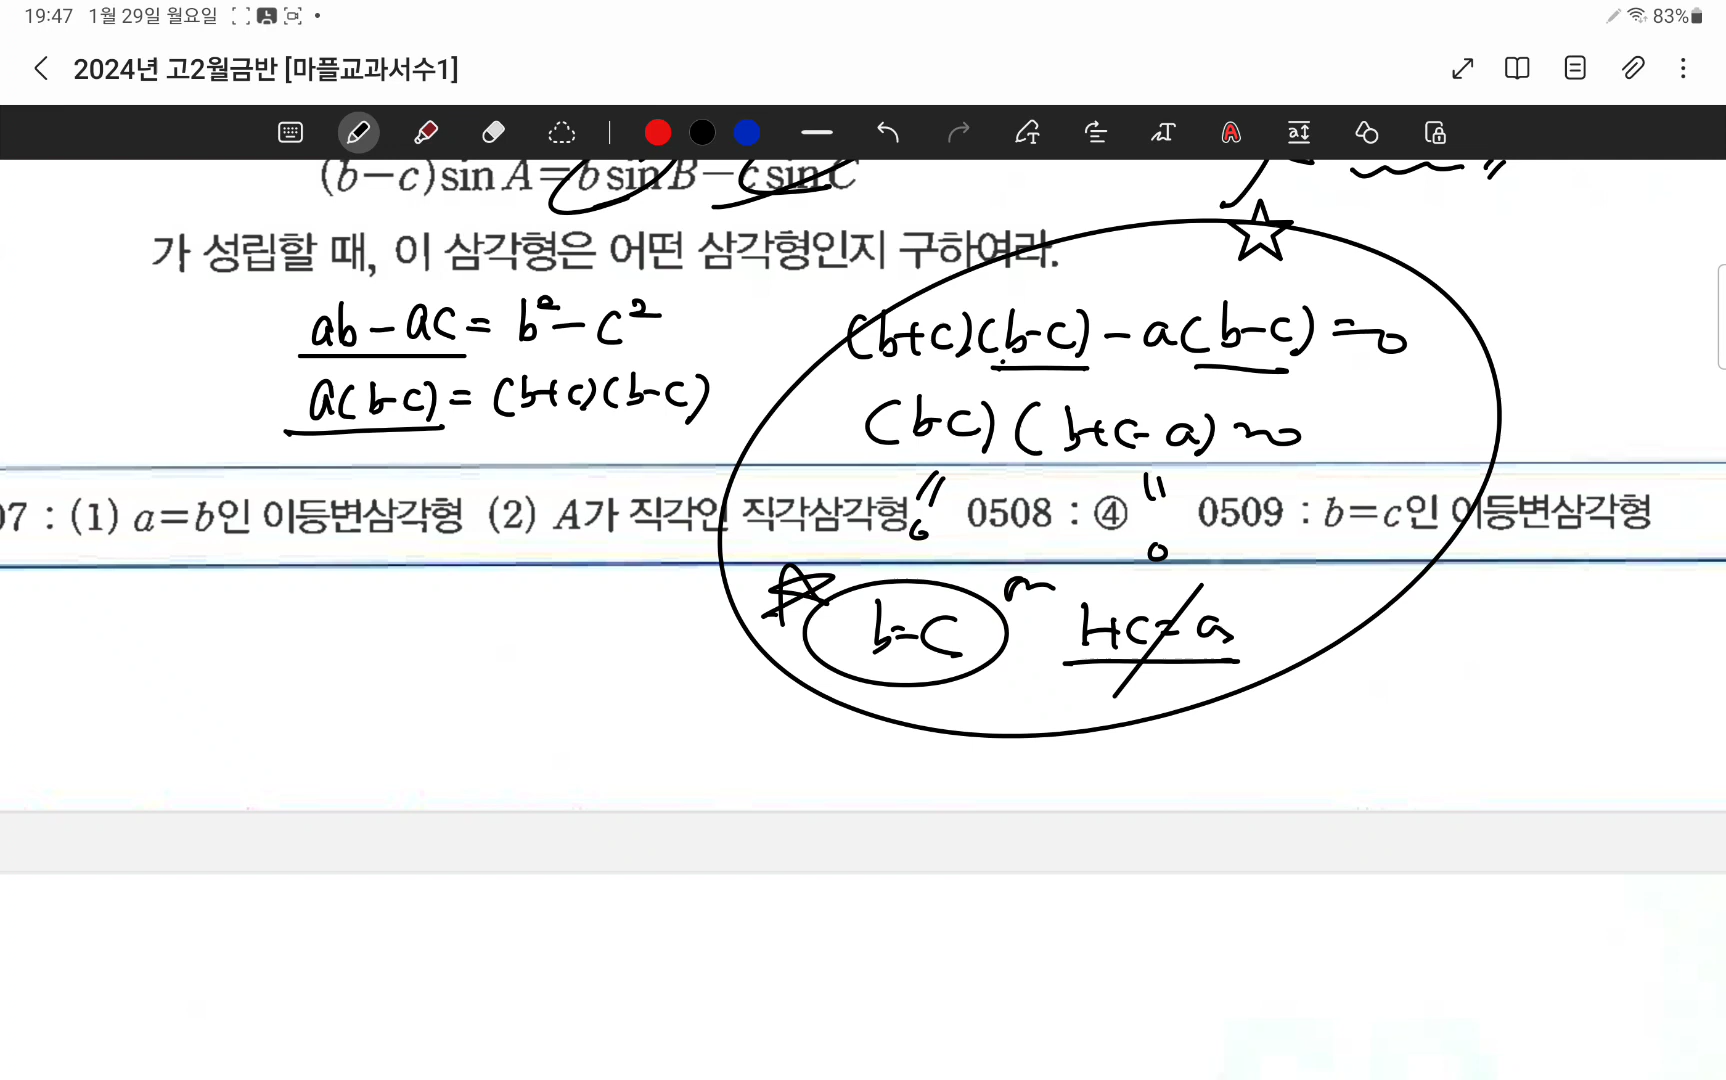 19:47 1월 29일 월요일 83%
2024년 고2월금반 [마플교과서수1]
(b−c)sin A=b sin B−c sin C
가 성립할 때, 이 삼각형은 어떤 삼각형인지 구하여라.
ab−ac=b²−c²
a(b-c)=(b+c)(b-c)
(b+c)(b-c)-a(b-c)=0
(b-c)(b+c-a)=0
07 : (1) a=b인 이등변삼각형 (2) A가 직각인 직각삼각형 0508 : ④ 0509 : b=c인 이등변삼각형
0 0
b=c b+c=a